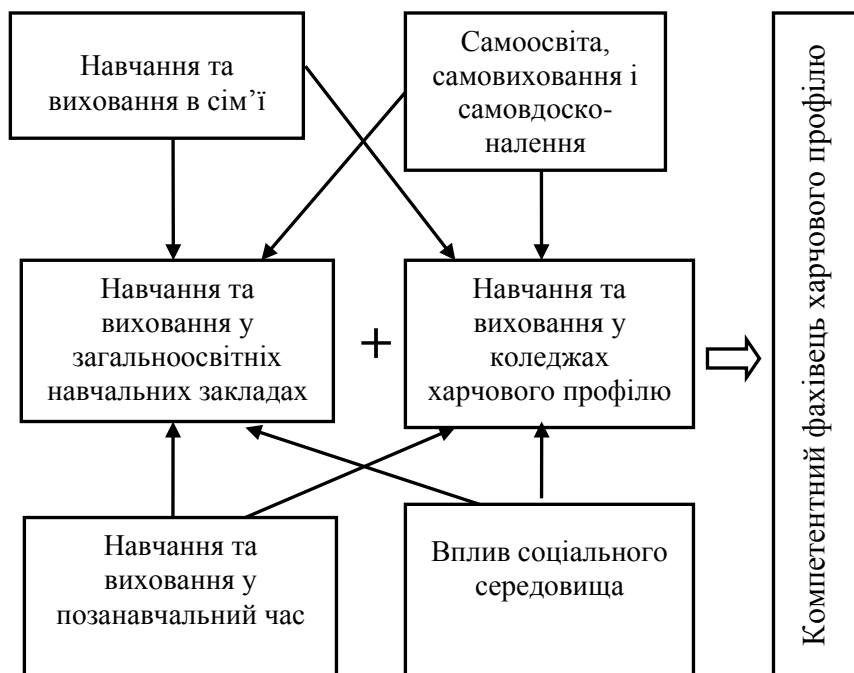 Навчання та
виховання в сім’ї
Самоосвіта,
самовиховання і
самовдоско-
налення
Навчання та
виховання у
загальноосвітніх
навчальних закладах
+
Навчання та
виховання у
коледжах
харчового профілю
Навчання та
виховання у
позанавчальний час
Вплив соціального
середовища
Компетентний фахівець харчового профілю